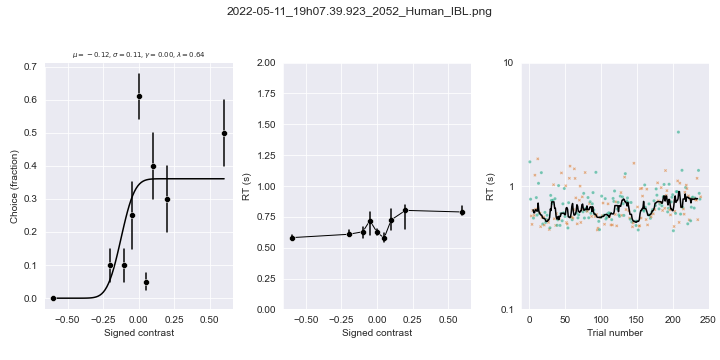 2022-05-11_19h07.39.923_2052_Human_IBL.png
μ = −0.12, σ = 0.11, γ = 0.00, λ = 0.64
Choice (fraction)
0.7
0.6
0.5
0.4
0.3
0.2
0.1
0.0
−0.50 −0.25 0.00 0.25 0.50
Signed contrast
RT (s)
2.00
1.75
1.50
1.25
1.00
0.75
0.50
0.25
0.00
−0.50 −0.25 0.00 0.25 0.50
Signed contrast
RT (s)
10
1
0.1
0 50 100 150 200 250
Trial number